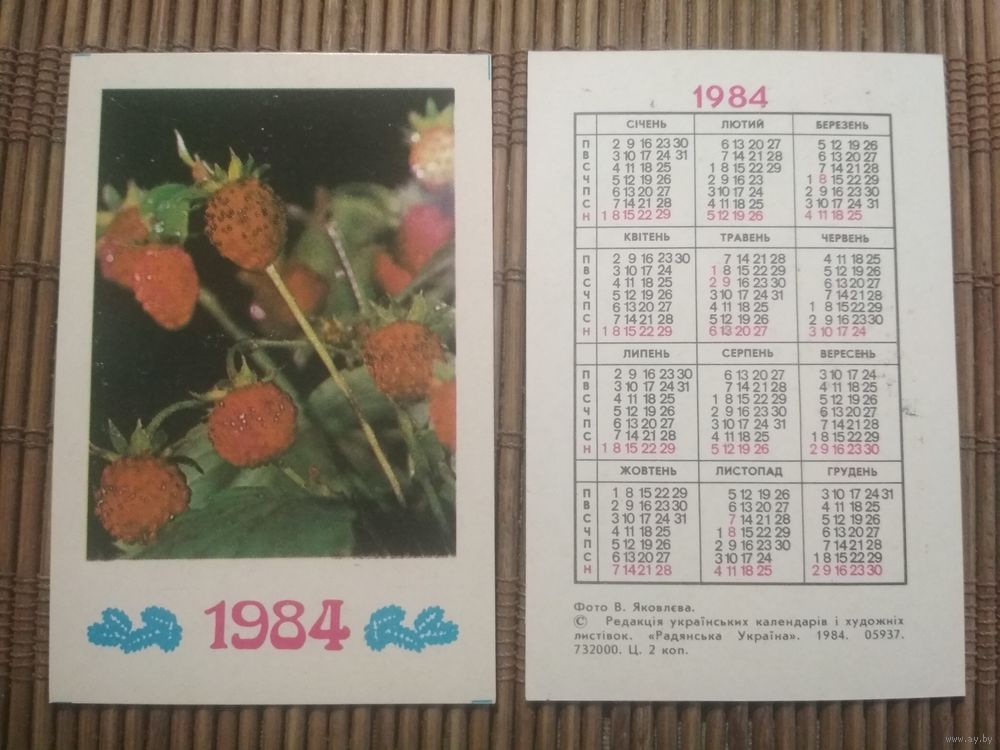 1984
1984
СІЧЕНЬ ЛЮТИЙ БЕРЕЗЕНЬ
П 2 9 16 23 30 6 13 20 27 5 12 19 26
В 3 10 17 24 31 7 14 21 28 6 13 20 27
С 4 11 18 25 1 8 15 22 29 7 14 21 28
Ч 5 12 19 26 2 9 16 23 1 8 15 22 29
П 6 13 20 27 3 10 17 24 2 9 16 23 30
С 7 14 21 28 4 11 18 25 3 10 17 24 31
Н 1 8 15 22 29 5 12 19 26 4 11 18 25
КВІТЕНЬ ТРАВЕНЬ ЧЕРВЕНЬ
П 2 9 16 23 30 7 14 21 28 4 11 18 25
В 3 10 17 24 1 8 15 22 29 5 12 19 26
С 4 11 18 25 2 9 16 23 30 6 13 20 27
Ч 5 12 19 26 3 10 17 24 31 7 14 21 28
П 6 13 20 27 4 11 18 25 1 8 15 22 29
С 7 14 21 28 5 12 19 26 2 9 16 23 30
Н 1 8 15 22 29 6 13 20 27 3 10 17 24
ЛИПЕНЬ СЕРПЕНЬ ВЕРЕСЕНЬ
П 2 9 16 23 30 6 13 20 27 3 10 17 24
В 3 10 17 24 31 7 14 21 28 4 11 18 25
С 4 11 18 25 1 8 15 22 29 5 12 19 26
Ч 5 12 19 26 2 9 16 23 30 6 13 20 27
П 6 13 20 27 3 10 17 24 31 7 14 21 28
С 7 14 21 28 4 11 18 25 1 8 15 22 29
Н 1 8 15 22 29 5 12 19 26 2 9 16 23 30
ЖОВТЕНЬ ЛИСТОПАД ГРУДЕНЬ
П 1 8 15 22 29 5 12 19 26 3 10 17 24 31
В 2 9 16 23 30 6 13 20 27 4 11 18 25
С 3 10 17 24 31 7 14 21 28 5 12 19 26
Ч 4 11 18 25 1 8 15 22 29 6 13 20 27
П 5 12 19 26 2 9 16 23 30 7 14 21 28
С 6 13 20 27 3 10 17 24 1 8 15 22 29
Н 7 14 21 28 4 11 18 25 2 9 16 23 30
Фото В. Яковлєва.
© Редакція українських календарів і художніх
листівок. «Радянська Україна». 1984. 05937.
732000. Ц. 2 коп.
www.ay.by